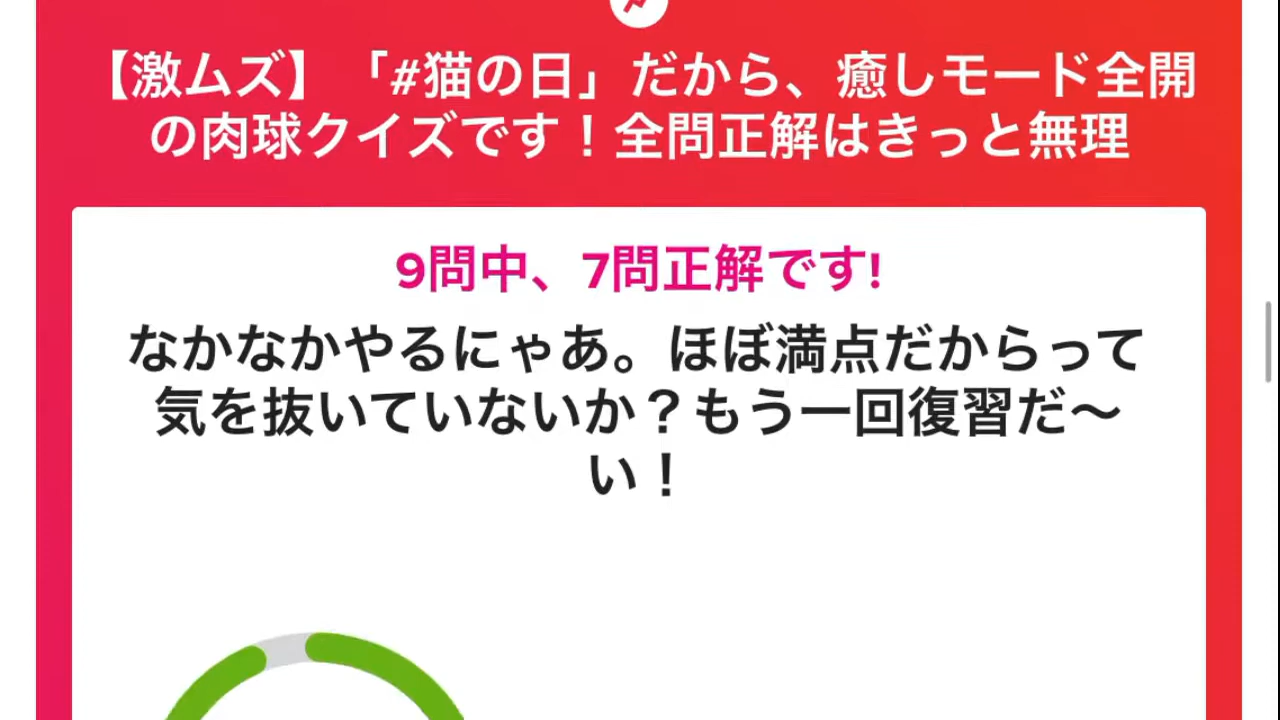 【激ムズ】「#猫の日」だから、癒しモード全開
の肉球クイズです！全問正解はきっと無理
9問中、7問正解です!
なかなかやるにゃあ。ほぼ満点だからって
気を抜いていないか？もう一回復習だ〜
い！